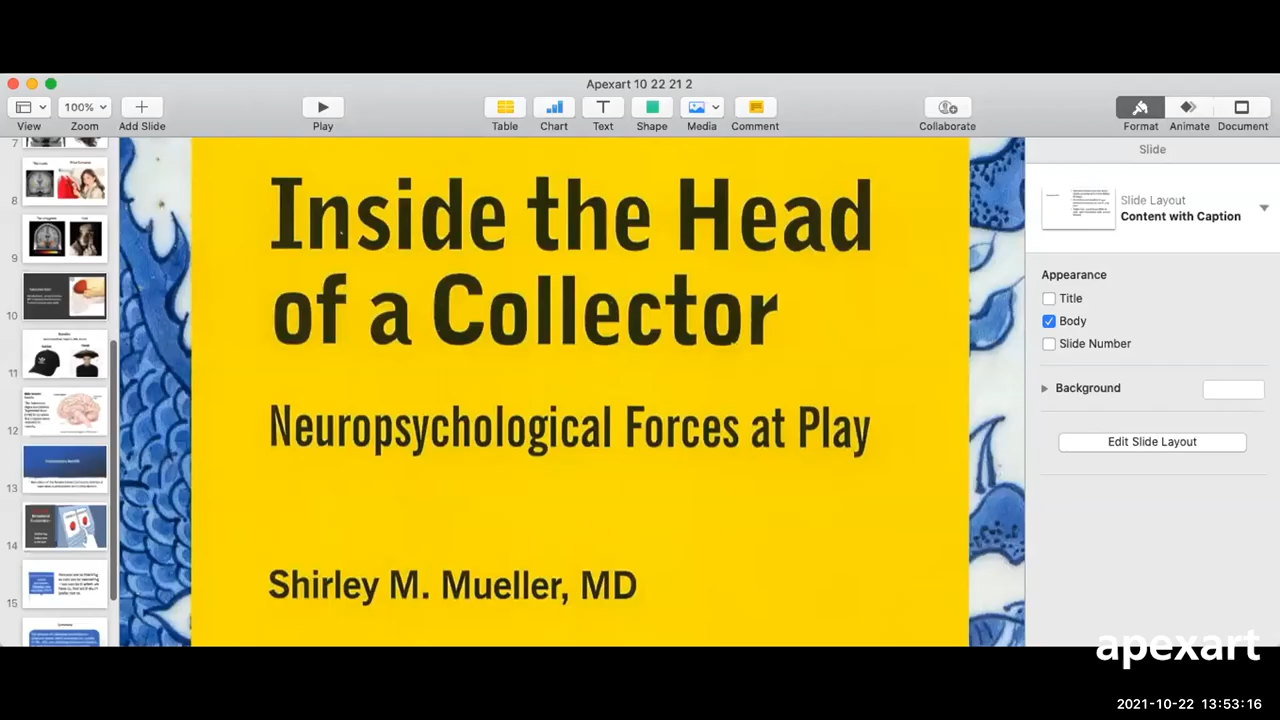 Apexart 10 22 21 2
100%
View
Zoom
Add Slide
Play
Table
Chart
Text
Shape
Media
Comment
Collaborate
Format
Animate
Document
7
8
9
10
11
12
13
14
15
Inside the Head
of a Collector
Neuropsychological Forces at Play
Shirley M. Mueller, MD
Slide
Slide Layout
Content with Caption
Appearance
Title
Body
Slide Number
Background
Edit Slide Layout
apexart
2021-10-22 13:53:16